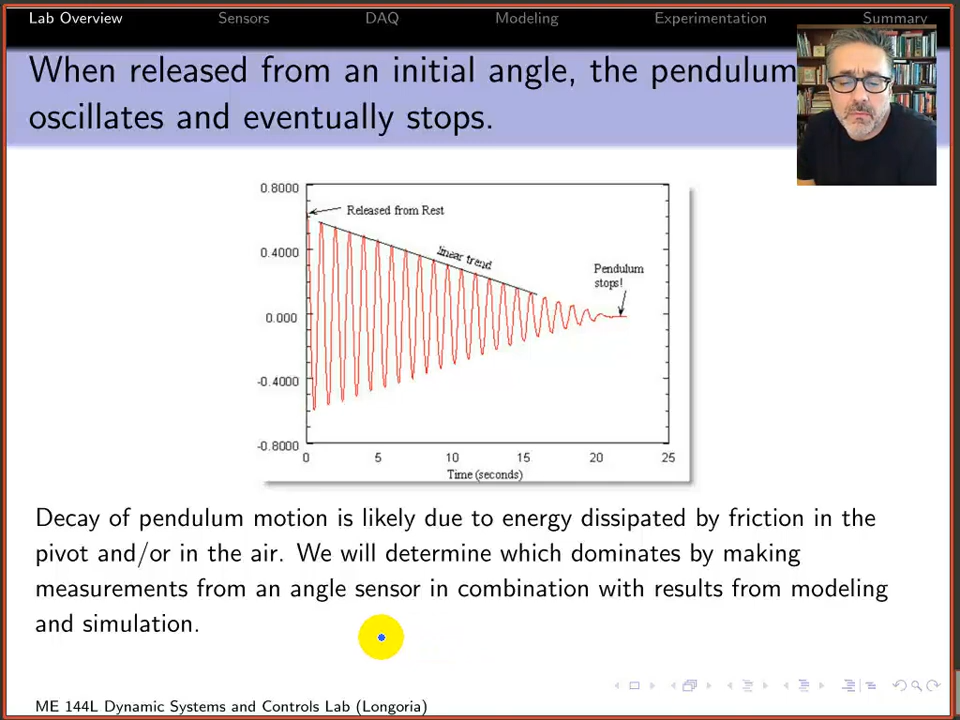 Lab Overview Sensors DAQ Modeling Experimentation Summary
When released from an initial angle, the pendulum
oscillates and eventually stops.
0.8000
Released from Rest
0.4000
linear trend
Pendulum
stops!
0.000
-0.4000
-0.8000
0 5 10 15 20 25
Time (seconds)
Decay of pendulum motion is likely due to energy dissipated by friction in the
pivot and/or in the air. We will determine which dominates by making
measurements from an angle sensor in combination with results from modeling
and simulation.
ME 144L Dynamic Systems and Controls Lab (Longoria)